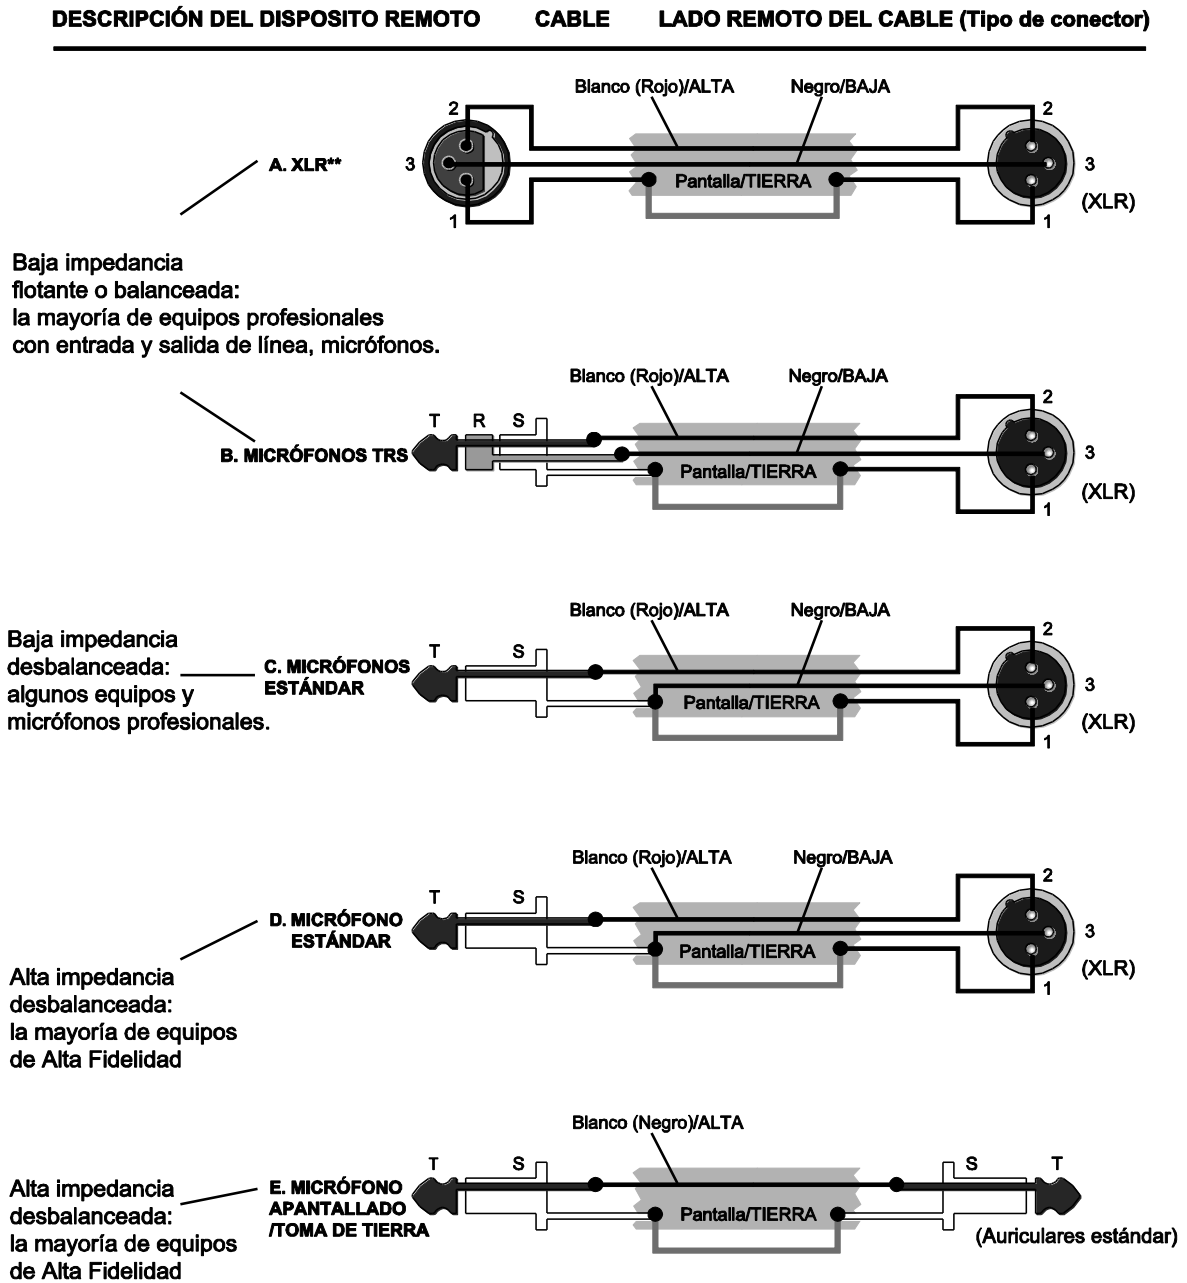 DESCRIPCIÓN DEL DISPOSITO REMOTO CABLE LADO REMOTO DEL CABLE (Tipo de conector)
Blanco (Rojo)/ALTA Negro/BAJA
2 2
A. XLR** 3 3
Pantalla/TIERRA
(XLR)
1 1
Baja impedancia
flotante o balanceada:
la mayoría de equipos profesionales
con entrada y salida de línea, micrófonos.
Blanco (Rojo)/ALTA Negro/BAJA
2
T R S
B. MICRÓFONOS TRS 3
Pantalla/TIERRA
(XLR)
1
Blanco (Rojo)/ALTA Negro/BAJA
2
Baja impedancia
desbalanceada:
algunos equipos y
micrófonos profesionales.
T S
C. MICRÓFONOS
ESTÁNDAR
3
Pantalla/TIERRA
(XLR)
1
Blanco (Rojo)/ALTA Negro/BAJA
2
T S
D. MICRÓFONO
ESTÁNDAR
3
Pantalla/TIERRA
(XLR)
1
Alta impedancia
desbalanceada:
la mayoría de equipos
de Alta Fidelidad
Blanco (Negro)/ALTA
T S S T
Alta impedancia
desbalanceada:
la mayoría de equipos
de Alta Fidelidad
E. MICRÓFONO
APANTALLADO
/TOMA DE TIERRA
Pantalla/TIERRA
(Auriculares estándar)